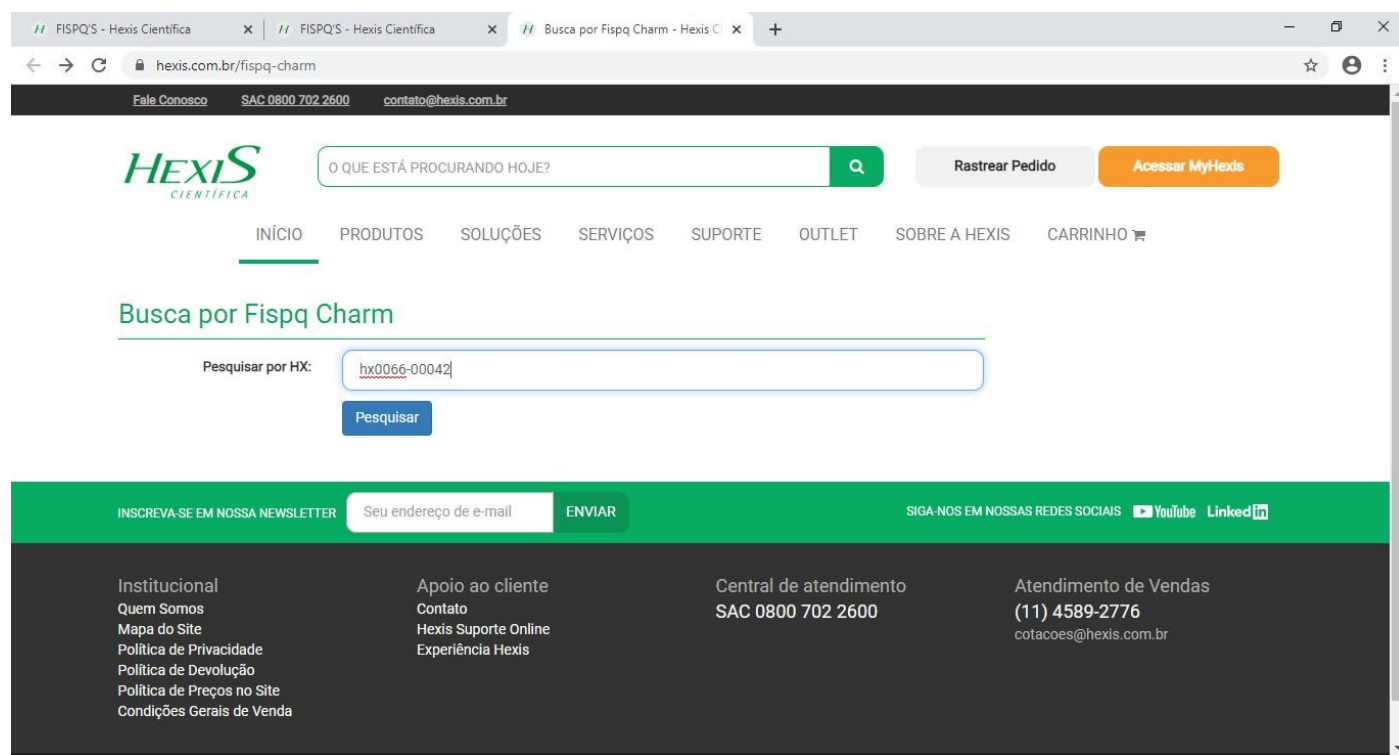 FISPQ'S - Hexis Científica
FISPQ'S - Hexis Científica
Busca por Fispq Charm - Hexis C
hexis.com.br/fispq-charm
Fale Conosco SAC 0800 702 2600 contato@hexis.com.br
HEXIS
CIENTÍFICA
O QUE ESTÁ PROCURANDO HOJE?
Rastrear Pedido
Acessar MyHexis
INÍCIO PRODUTOS SOLUÇÕES SERVIÇOS SUPORTE OUTLET SOBRE A HEXIS CARRINHO
Busca por Fispq Charm
Pesquisar por HX: hx0066-00042
Pesquisar
INSCREVA-SE EM NOSSA NEWSLETTER Seu endereço de e-mail ENVIAR SIGA-NOS EM NOSSAS REDES SOCIAIS YouTube Linked in
Institucional
Quem Somos
Mapa do Site
Política de Privacidade
Política de Devolução
Política de Preços no Site
Condições Gerais de Venda
Apoio ao cliente
Contato
Hexis Suporte Online
Experiência Hexis
Central de atendimento
SAC 0800 702 2600
Atendimento de Vendas
(11) 4589-2776
cotacoes@hexis.com.br